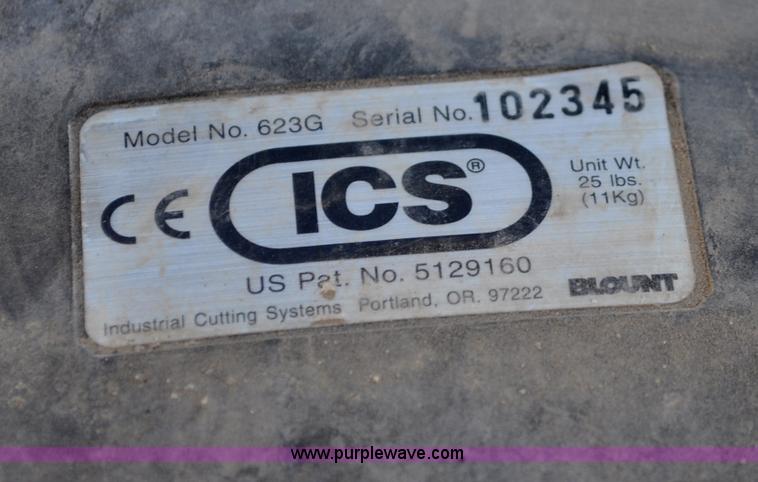 Model No. 623G Serial No. 102345
CE ICS® Unit Wt.
25 lbs.
(11Kg)
US Pat. No. 5129160
BLOUNT
Industrial Cutting Systems Portland, OR. 97222
www.purplewave.com